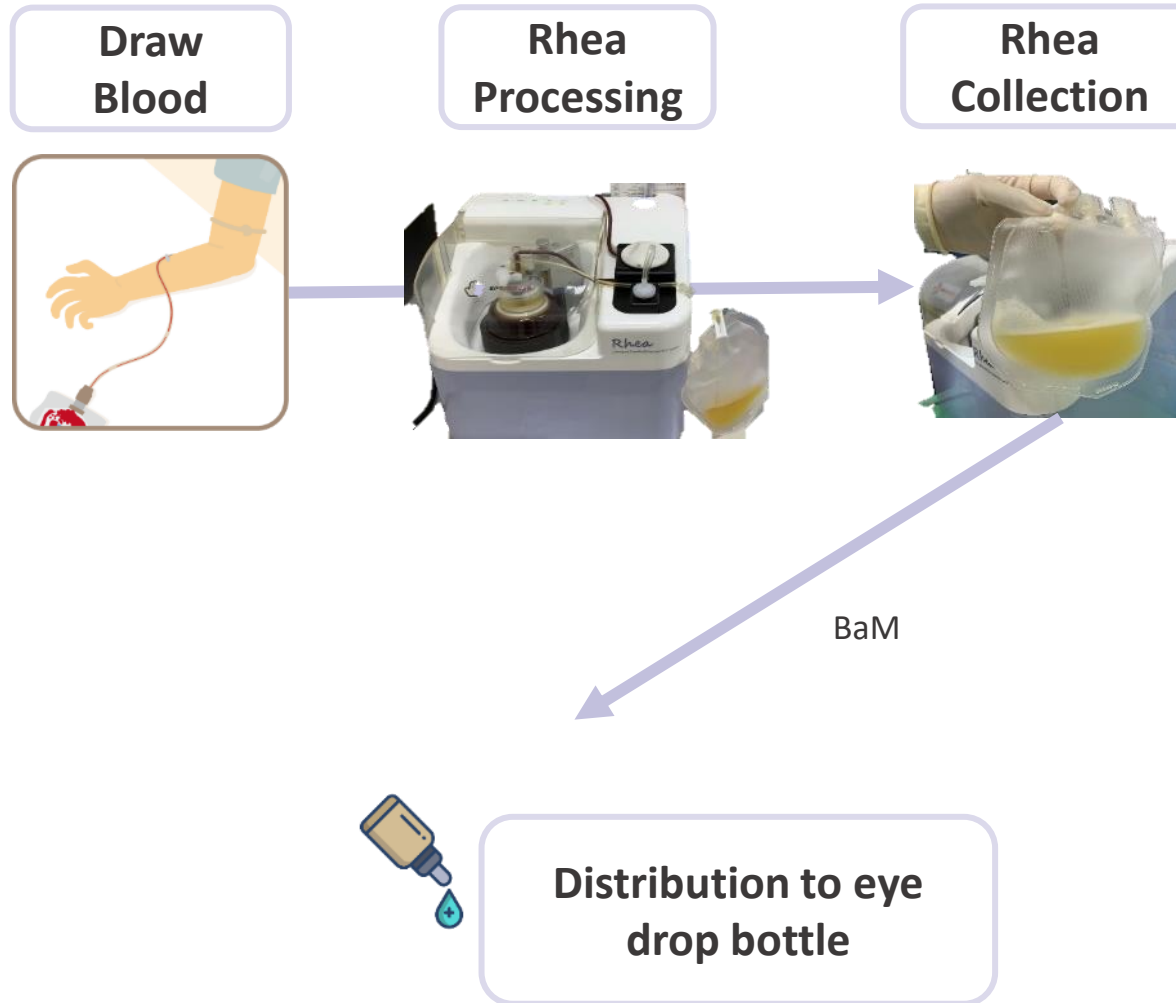 Draw
Blood
Rhea
Processing
Rhea
Collection
Rhea
BaM
Distribution to eye
drop bottle